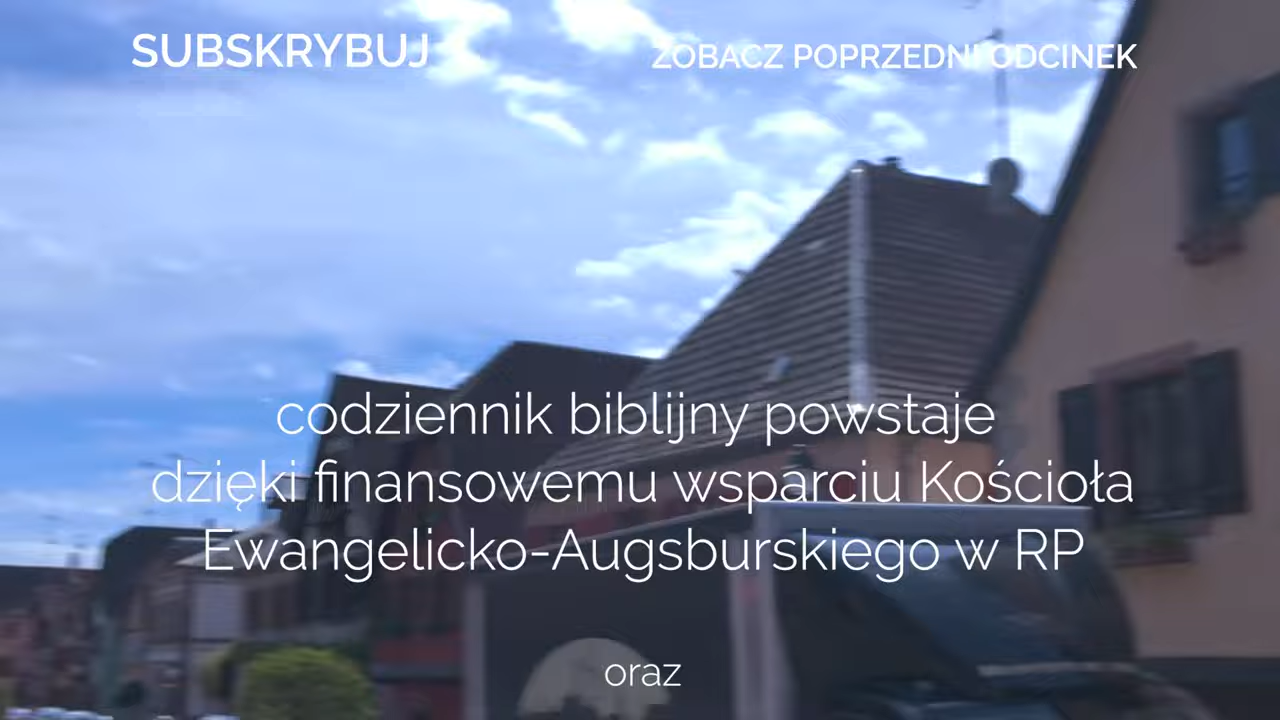 SUBSKRYBUJ
ZOBACZ POPRZEDNI ODCINEK
codziennik biblijny powstaje
dzięki finansowemu wsparciu Kościoła
Ewangelicko-Augsburskiego w RP
oraz